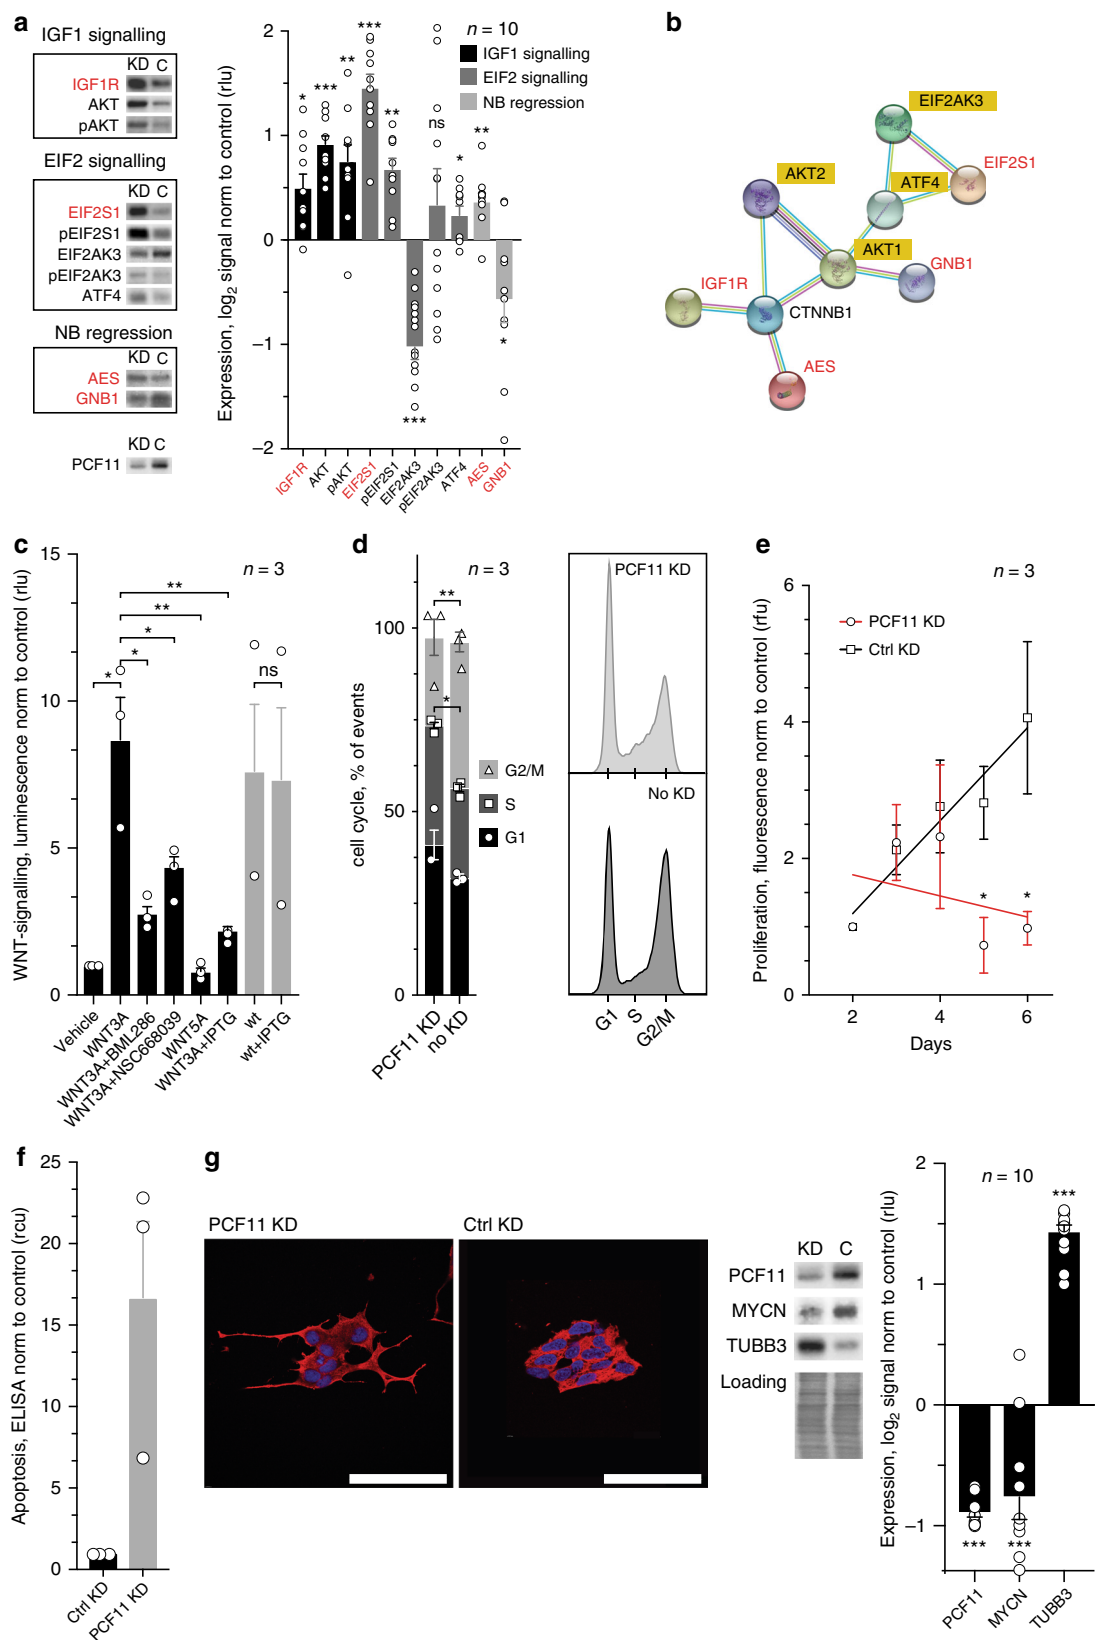 a
IGF1 signalling
KD C
IGF1R
AKT
pAKT
EIF2 signalling
KD C
EIF2S1
pEIF2S1
EIF2AK3
pEIF2AK3
ATF4
NB regression
KD C
AES
GNB1
KD C
PCF11
Expression, log2 signal norm to control (rlu)
2
1
0
−1
−2
n = 10
IGF1 signalling
EIF2 signalling
NB regression
*
***
**
***
**
***
ns
*
**
*
IGF1R
AKT
pAKT
EIF2S1
pEIF2S1
EIF2AK3
pEIF2AK3
ATF4
AES
GNB1
b
EIF2AK3
EIF2S1
AKT2
ATF4
AKT1
GNB1
IGF1R
CTNNB1
AES
c
WNT-signalling, luminescence norm to control (rlu)
15
10
5
0
n = 3
**
**
*
*
*
ns
Vehicle
WNT3A
WNT3A+BML286
WNT3A+NSC668039
WNT5A
WNT3A+IPTG
wt
wt+IPTG
d
cell cycle, % of events
100
50
0
n = 3
**
*
G2/M
S
G1
PCF11 KD
no KD
PCF11 KD
No KD
G1
S
G2/M
e
Proliferation, fluorescence norm to control (rfu)
6
4
2
0
n = 3
PCF11 KD
Ctrl KD
*
*
2
4
6
Days
f
Apoptosis, ELISA norm to control (rcu)
25
20
15
10
5
0
Ctrl KD
PCF11 KD
g
PCF11 KD
Ctrl KD
KD C
PCF11
MYCN
TUBB3
Loading
Expression, log2 signal norm to control (rlu)
2
1
0
−1
n = 10
***
***
***
PCF11
MYCN
TUBB3